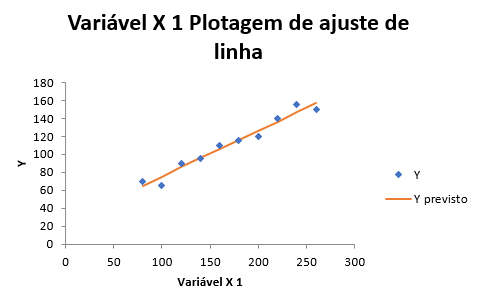 Variável X 1 Plotagem de ajuste de
linha
180
160
140
120
100
80
60
40
20
0
Y
0 50 100 150 200 250 300
Variável X 1
Y
Y previsto